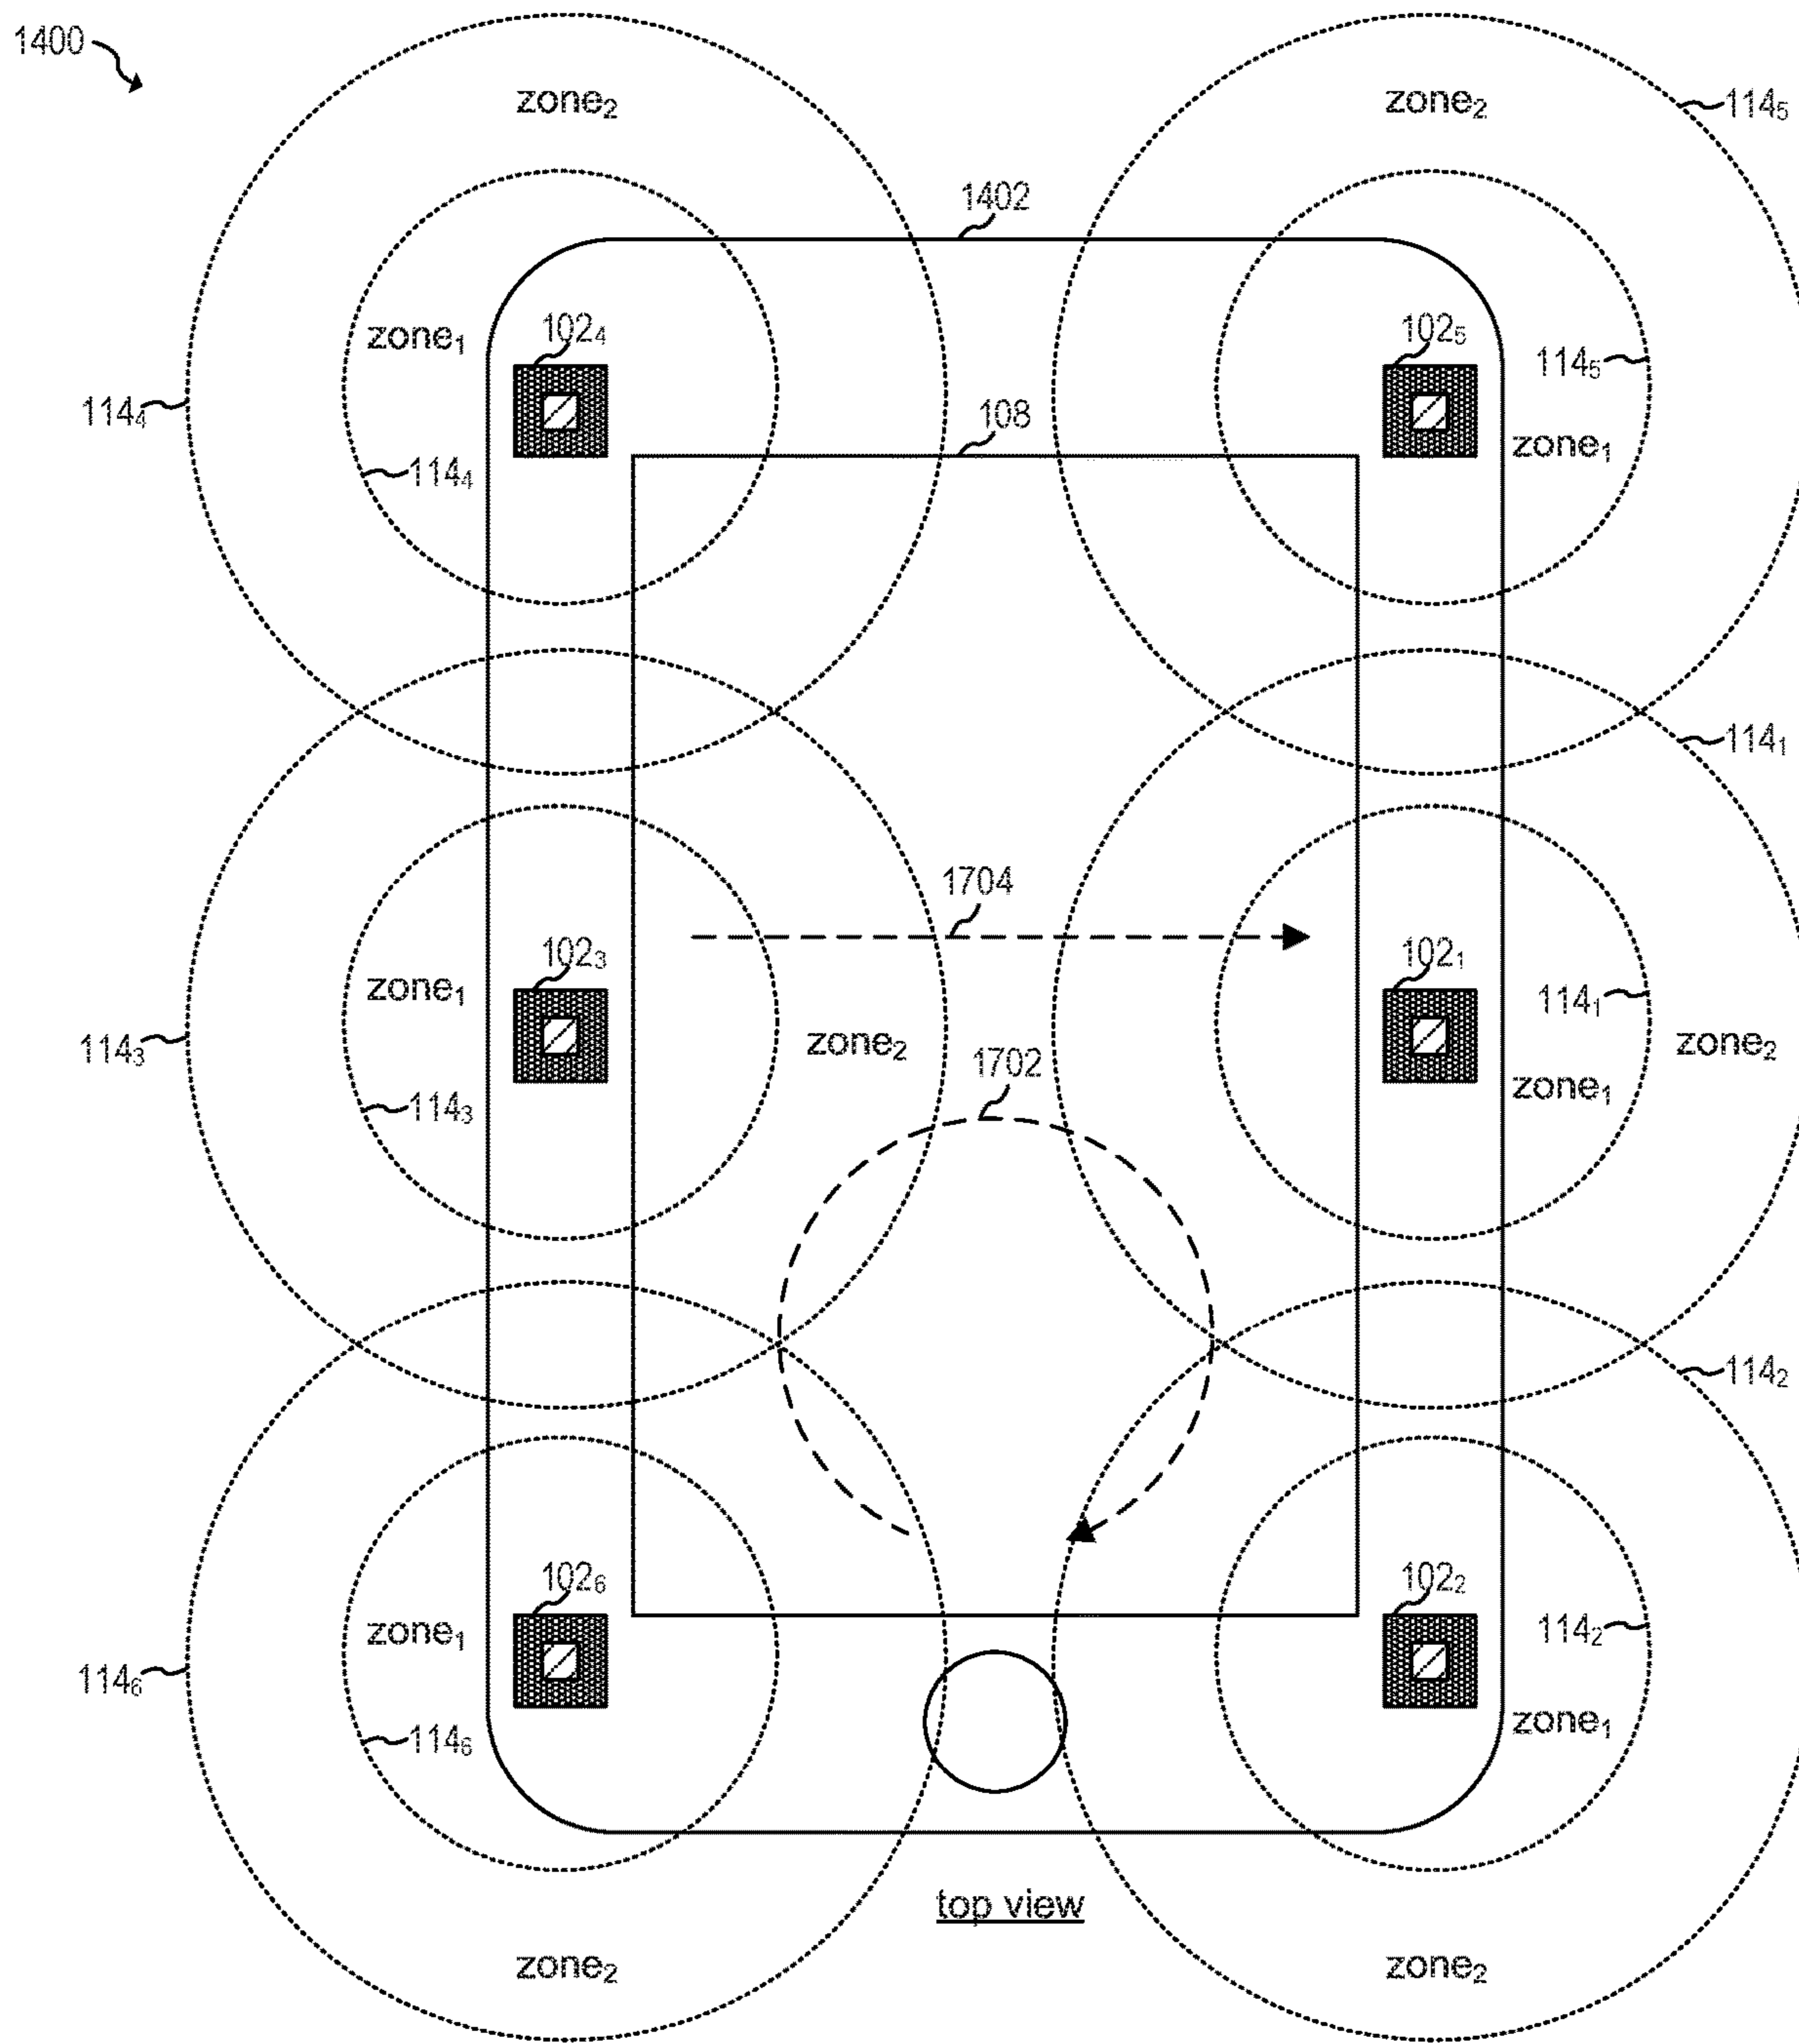 1400
zone₂
zone₂
114₅
1402
zone₁
102₄
102₅
114₅
114₄
108
zone₁
114₄
114₁
1704
zone₁
102₃
102₁
114₁
114₃
zone₂
1702
zone₂
zone₁
114₃
114₂
102₆
102₂
zone₁
114₂
114₆
zone₁
114₆
top view
zone₂
zone₂